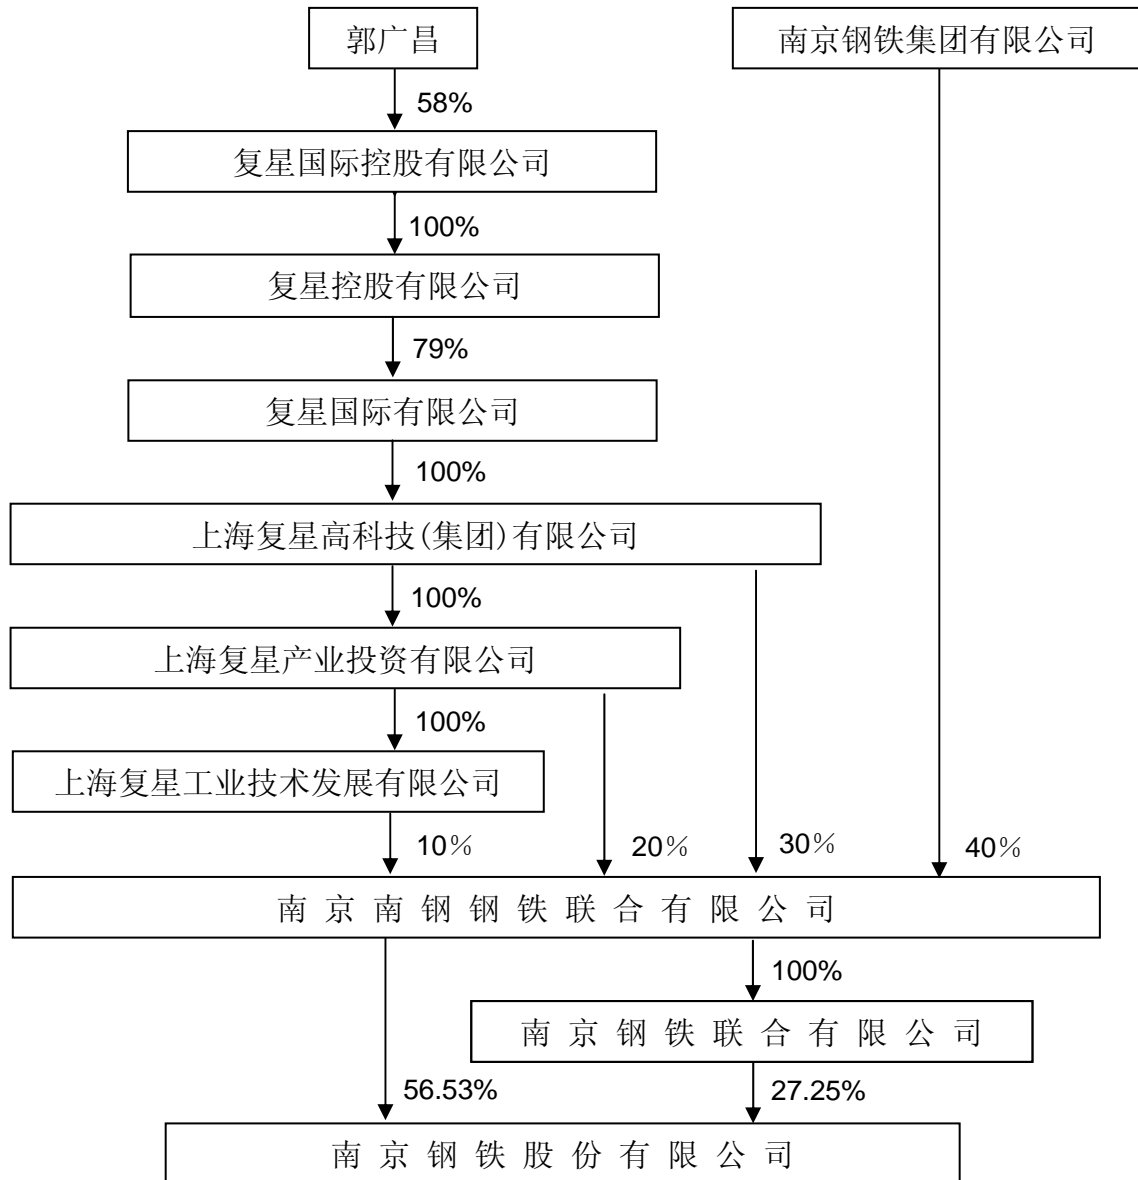 郭广昌
南京钢铁集团有限公司
58%
复星国际控股有限公司
100%
复星控股有限公司
79%
复星国际有限公司
100%
上海复星高科技(集团)有限公司
100%
上海复星产业投资有限公司
100%
上海复星工业技术发展有限公司
10%
20%
30%
40%
南京南钢钢铁联合有限公司
100%
南京钢铁联合有限公司
56.53%
27.25%
南京钢铁股份有限公司